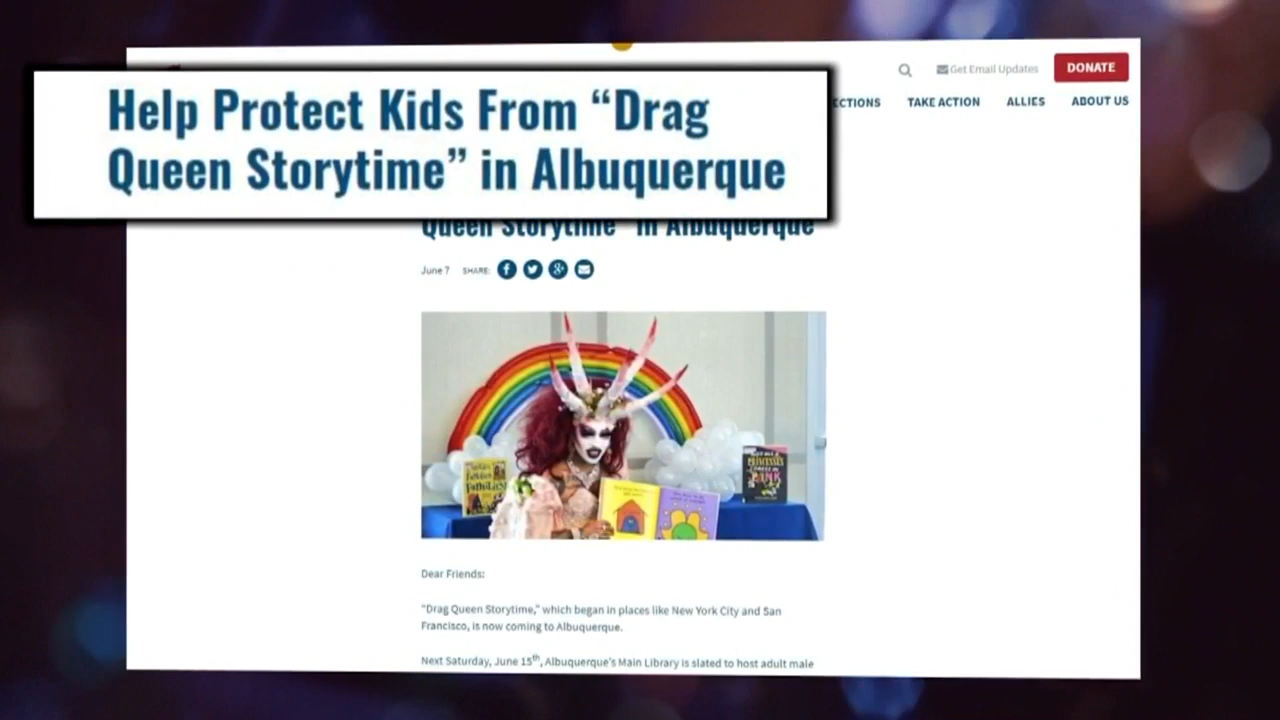 Get Email Updates
DONATE
Help Protect Kids From “Drag
Queen Storytime” in Albuquerque
ECTIONS TAKE ACTION ALLIES ABOUT US
Queen Storytime” in Albuquerque
June 7 SHARE:
Dear Friends:
“Drag Queen Storytime,” which began in places like New York City and San
Francisco, is now coming to Albuquerque.
Next Saturday, June 15th, Albuquerque’s Main Library is slated to host adult male